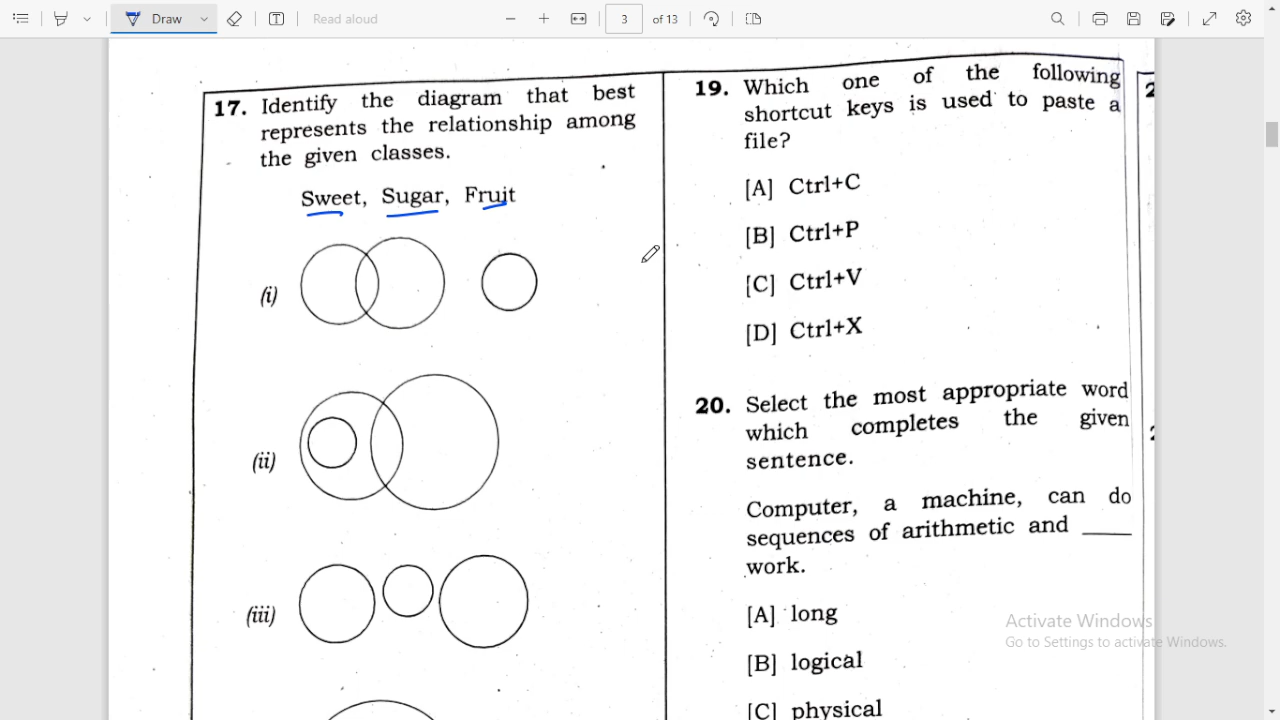 Draw
Read aloud
3
of 13
17. Identify the diagram that best
represents the relationship among
the given classes.
Sweet, Sugar, Fruit
(i)
(ii)
(iii)
19. Which one of the following
shortcut keys is used to paste a
file?
[A] Ctrl+C
[B] Ctrl+P
[C] Ctrl+V
[D] Ctrl+X
20. Select the most appropriate word
which completes the given
sentence.
Computer, a machine, can do
sequences of arithmetic and ____
work.
[A] long
[B] logical
[C] physical
Activate Windows
Go to Settings to activate Windows.